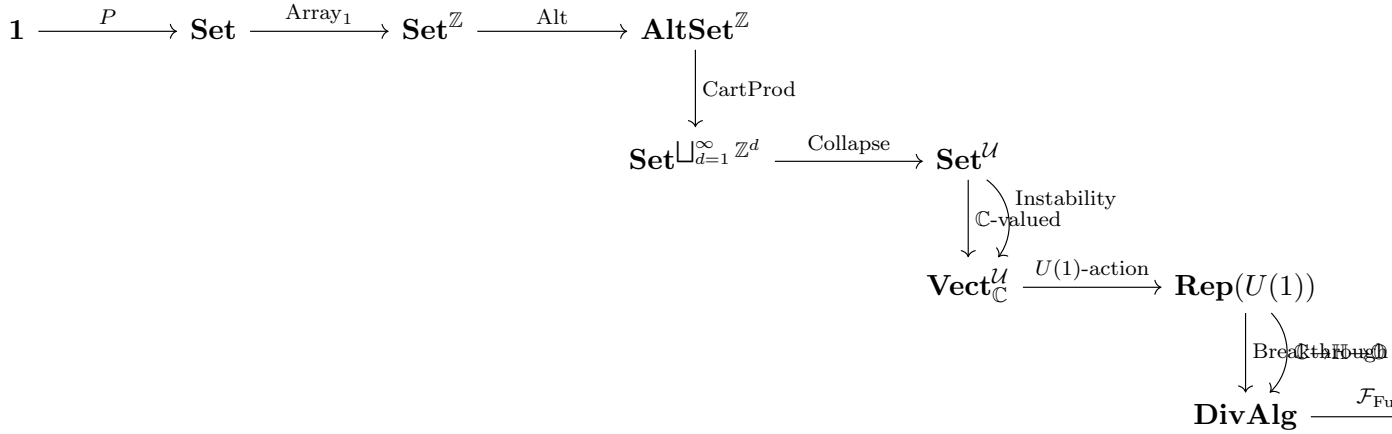 P Array₁ Alt
1 Set Set^ℤ AltSet^ℤ
CartProd
Collapse
Set^{⨆_{d=1}^∞ ℤ^d} Set^𝒰
Instability
ℂ-valued
U(1)-action
Vect_ℂ^𝒰 Rep(U(1))
Breakthrough ℂ→ℍ→𝕆
ℱ_Fu
DivAlg